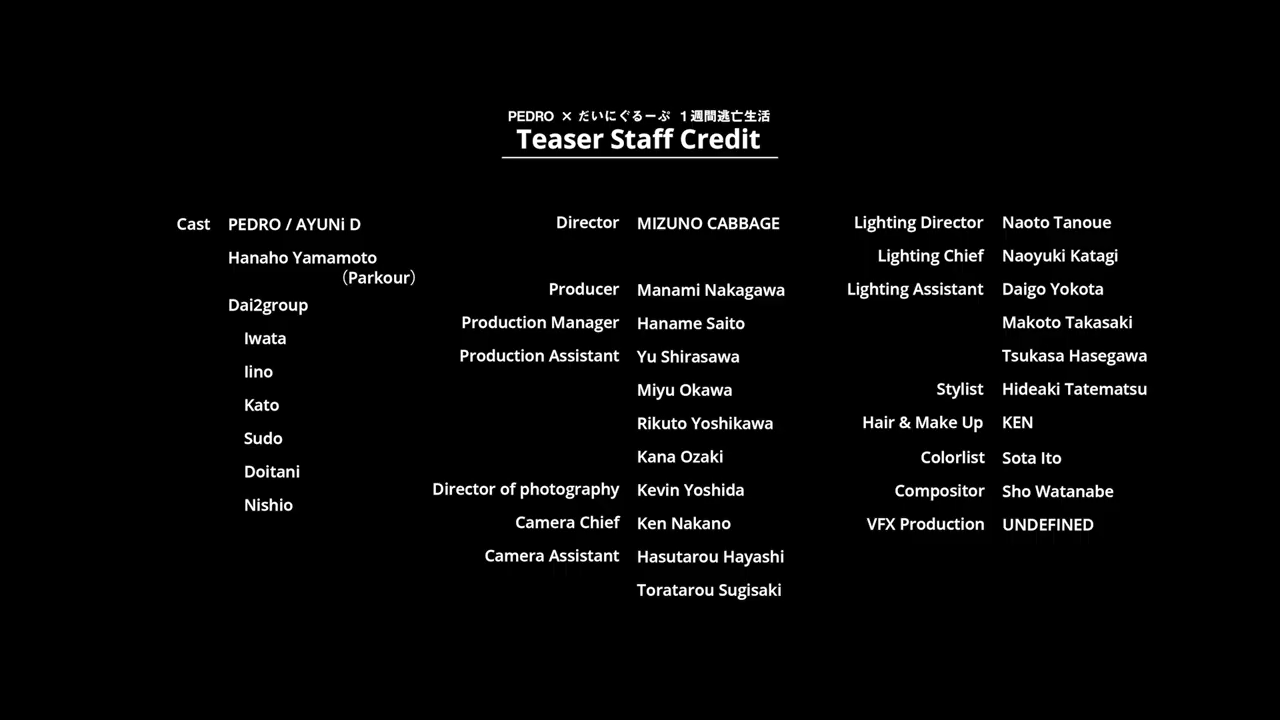 PEDRO × だいにぐるーぷ 1週間逃亡生活
Teaser Staff Credit
Cast PEDRO / AYUNi D
Hanaho Yamamoto
(Parkour)
Dai2group
Iwata
Iino
Kato
Sudo
Doitani
Nishio
Director MIZUNO CABBAGE
Producer Manami Nakagawa
Production Manager Haname Saito
Production Assistant Yu Shirasawa
Miyu Okawa
Rikuto Yoshikawa
Kana Ozaki
Director of photography Kevin Yoshida
Camera Chief Ken Nakano
Camera Assistant Hasutarou Hayashi
Toratarou Sugisaki
Lighting Director Naoto Tanoue
Lighting Chief Naoyuki Katagi
Lighting Assistant Daigo Yokota
Makoto Takasaki
Tsukasa Hasegawa
Stylist Hideaki Tatematsu
Hair & Make Up KEN
Colorlist Sota Ito
Compositor Sho Watanabe
VFX Production UNDEFINED